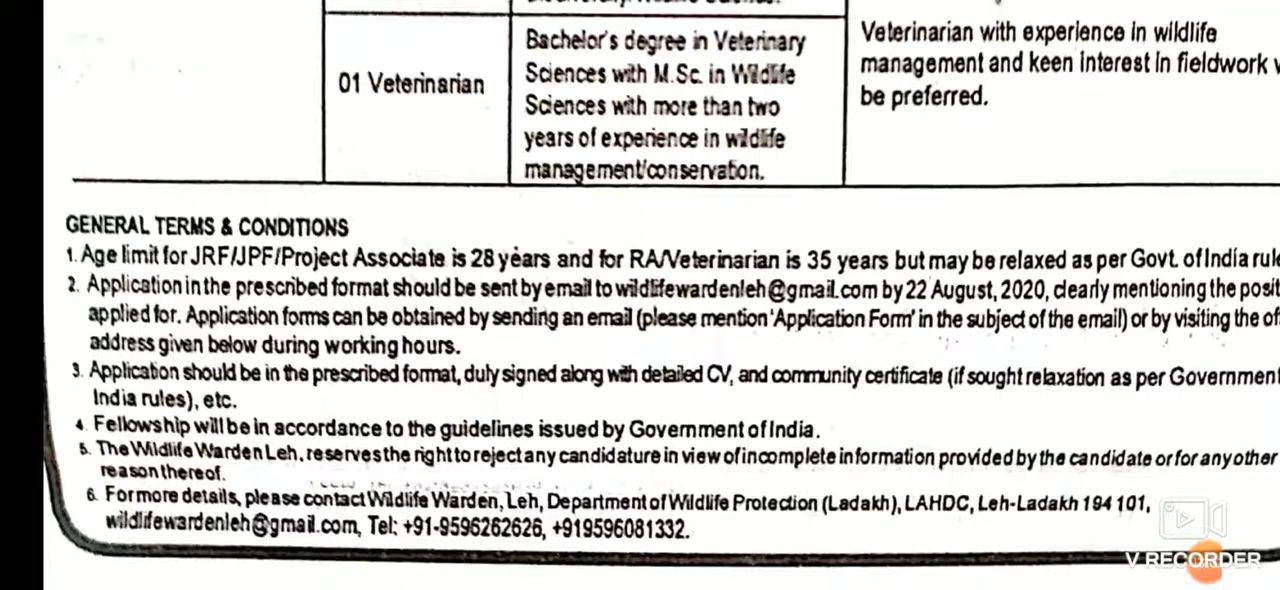 01 Veterinarian
Bachelor's degree in Veterinary
Sciences with M.Sc. in Wildlife
Sciences with more than two
years of experience in wildlife
management/conservation.
Veterinarian with experience in wildlife
management and keen interest in fieldwork
be preferred.
GENERAL TERMS & CONDITIONS
1. Age limit for JRF/JPF/Project Associate is 28 years and for RA/Veterinarian is 35 years but may be relaxed as per Govt. of India
2. Application in the prescribed format should be sent by email to wildlifewardenleh@gmail.com by 22 August, 2020, clearly mentioning the
applied for. Application forms can be obtained by sending an email (please mention 'Application Form' in the subject of the email) or by visiting the
address given below during working hours.
3. Application should be in the prescribed format, duly signed along with detailed CV, and community certificate (if sought relaxation as per Government
India rules), etc.
4. Fellowship will be in accordance to the guidelines issued by Government of India.
5. The Wildlife Warden Leh, reserves the right to reject any candidature in view of incomplete information provided by the candidate or for any other
reason thereof.
6. For more details, please contact Wildlife Warden, Leh, Department of Wildlife Protection (Ladakh), LAHDC, Leh-Ladakh 194 101,
wildlifewardenleh@gmail.com, Tel: +91-9596262626, +919596081332.
V RECORDER